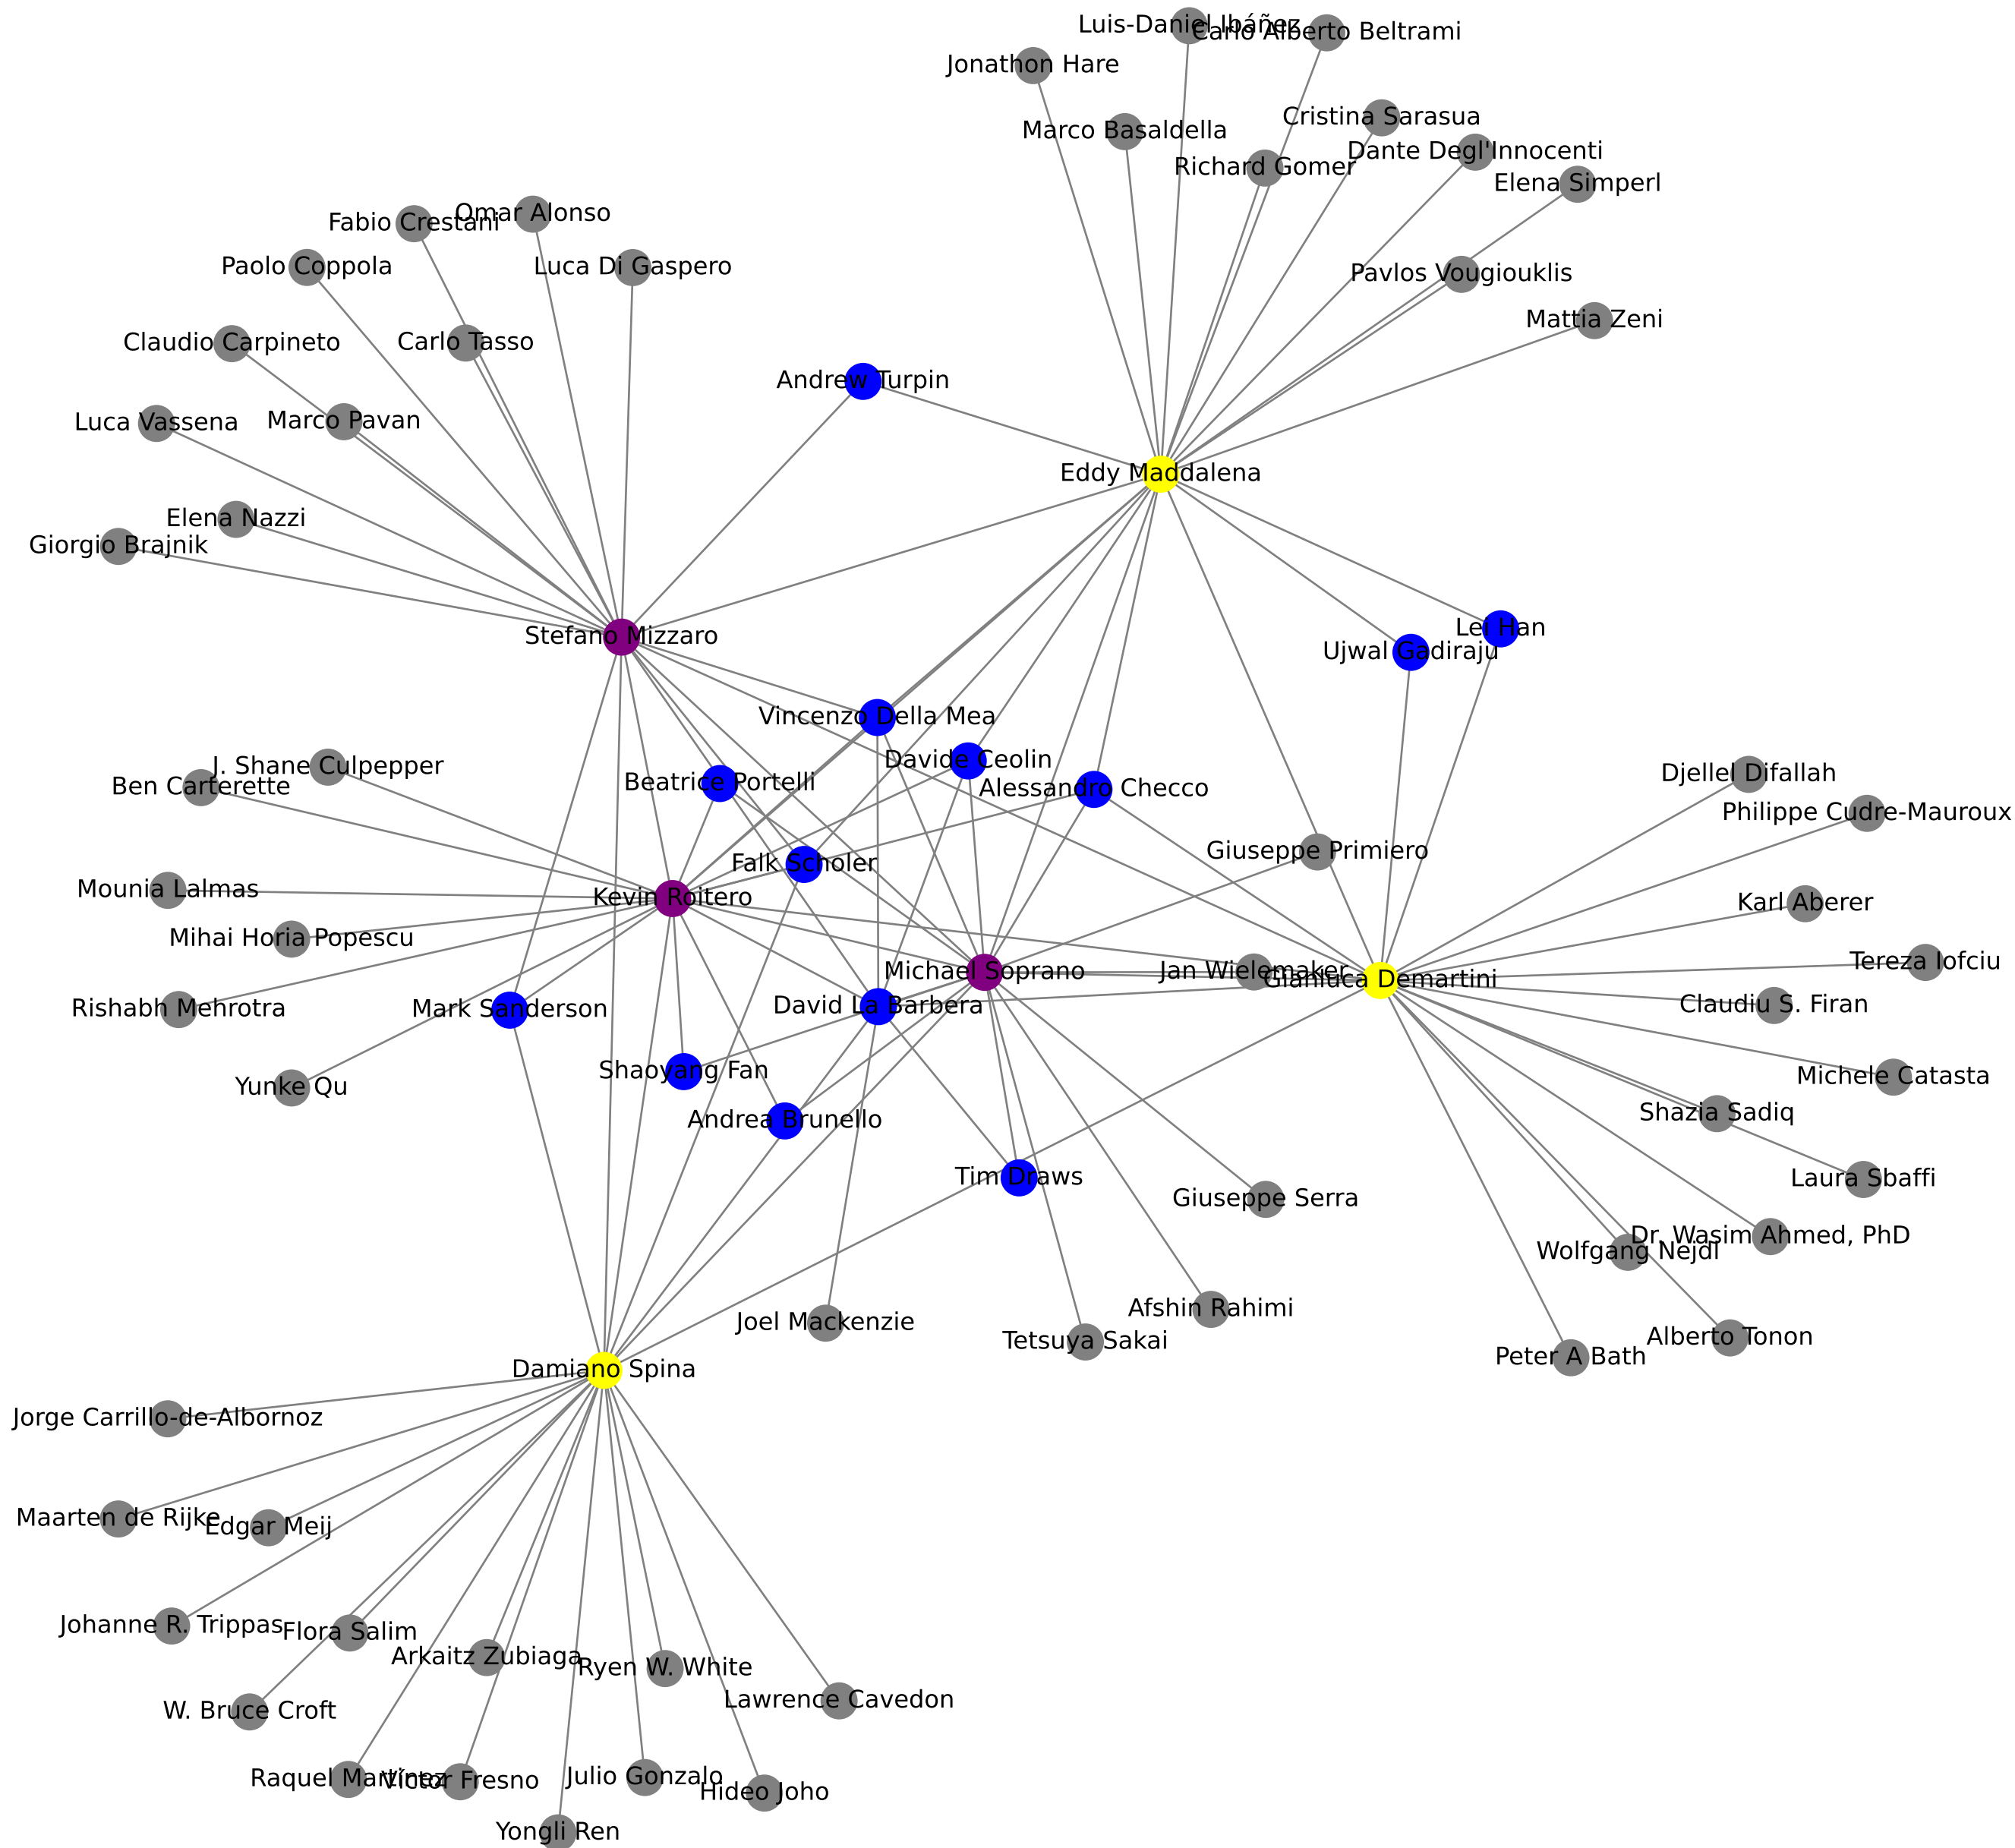 Luis-Daniel Ibáñez
Carlo Alberto Beltrami
Jonathon Hare
Cristina Sarasua
Marco Basaldella
Dante Degl'Innocenti
Richard Gomer
Elena Simperl
Omar Alonso
Fabio Crestani
Paolo Coppola
Luca Di Gaspero
Pavlos Vougiouklis
Mattia Zeni
Claudio Carpineto
Carlo Tasso
Andrew Turpin
Luca Vassena
Marco Pavan
Eddy Maddalena
Elena Nazzi
Giorgio Brajnik
Stefano Mizzaro
Lei Han
Ujwal Gadiraju
Vincenzo Della Mea
Davide Ceolin
J. Shane Culpepper
Djellel Difallah
Beatrice Portelli
Ben Carterette
Alessandro Checco
Philippe Cudre-Mauroux
Giuseppe Primiero
Falk Scholer
Mounia Lalmas
Kevin Roitero
Karl Aberer
Mihai Horia Popescu
Tereza Iofciu
Michael Soprano
Jan Wielemaker
Gianluca Demartini
Rishabh Mehrotra
Mark Sanderson
David La Barbera
Claudiu S. Firan
Shaoyang Fan
Michele Catasta
Yunke Qu
Andrea Brunello
Shazia Sadiq
Tim Draws
Laura Sbaffi
Giuseppe Serra
Dr. Wasim Ahmed, PhD
Wolfgang Nejdl
Afshin Rahimi
Joel Mackenzie
Tetsuya Sakai
Alberto Tonon
Peter A Bath
Damiano Spina
Jorge Carrillo-de-Albornoz
Maarten de Rijke
Edgar Meij
Johanne R. Trippas
Flora Salim
Arkaitz Zubiaga
Ryen W. White
Lawrence Cavedon
W. Bruce Croft
Raquel Martínez
Víctor Fresno
Julio Gonzalo
Hideo Joho
Yongli Ren